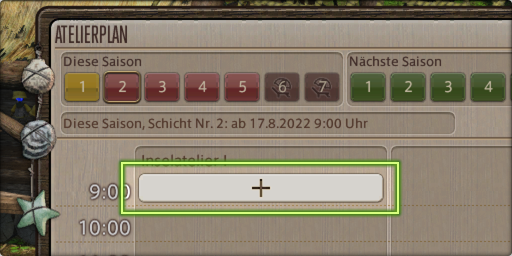 ATELIERPLAN
Diese Saison
Nächste Saison
1 2 3 4 5 6 7
1 2 3 4
Diese Saison, Schicht Nr. 2: ab 17.8.2022 9:00 Uhr
Inselatelier I
9:00
+
10:00